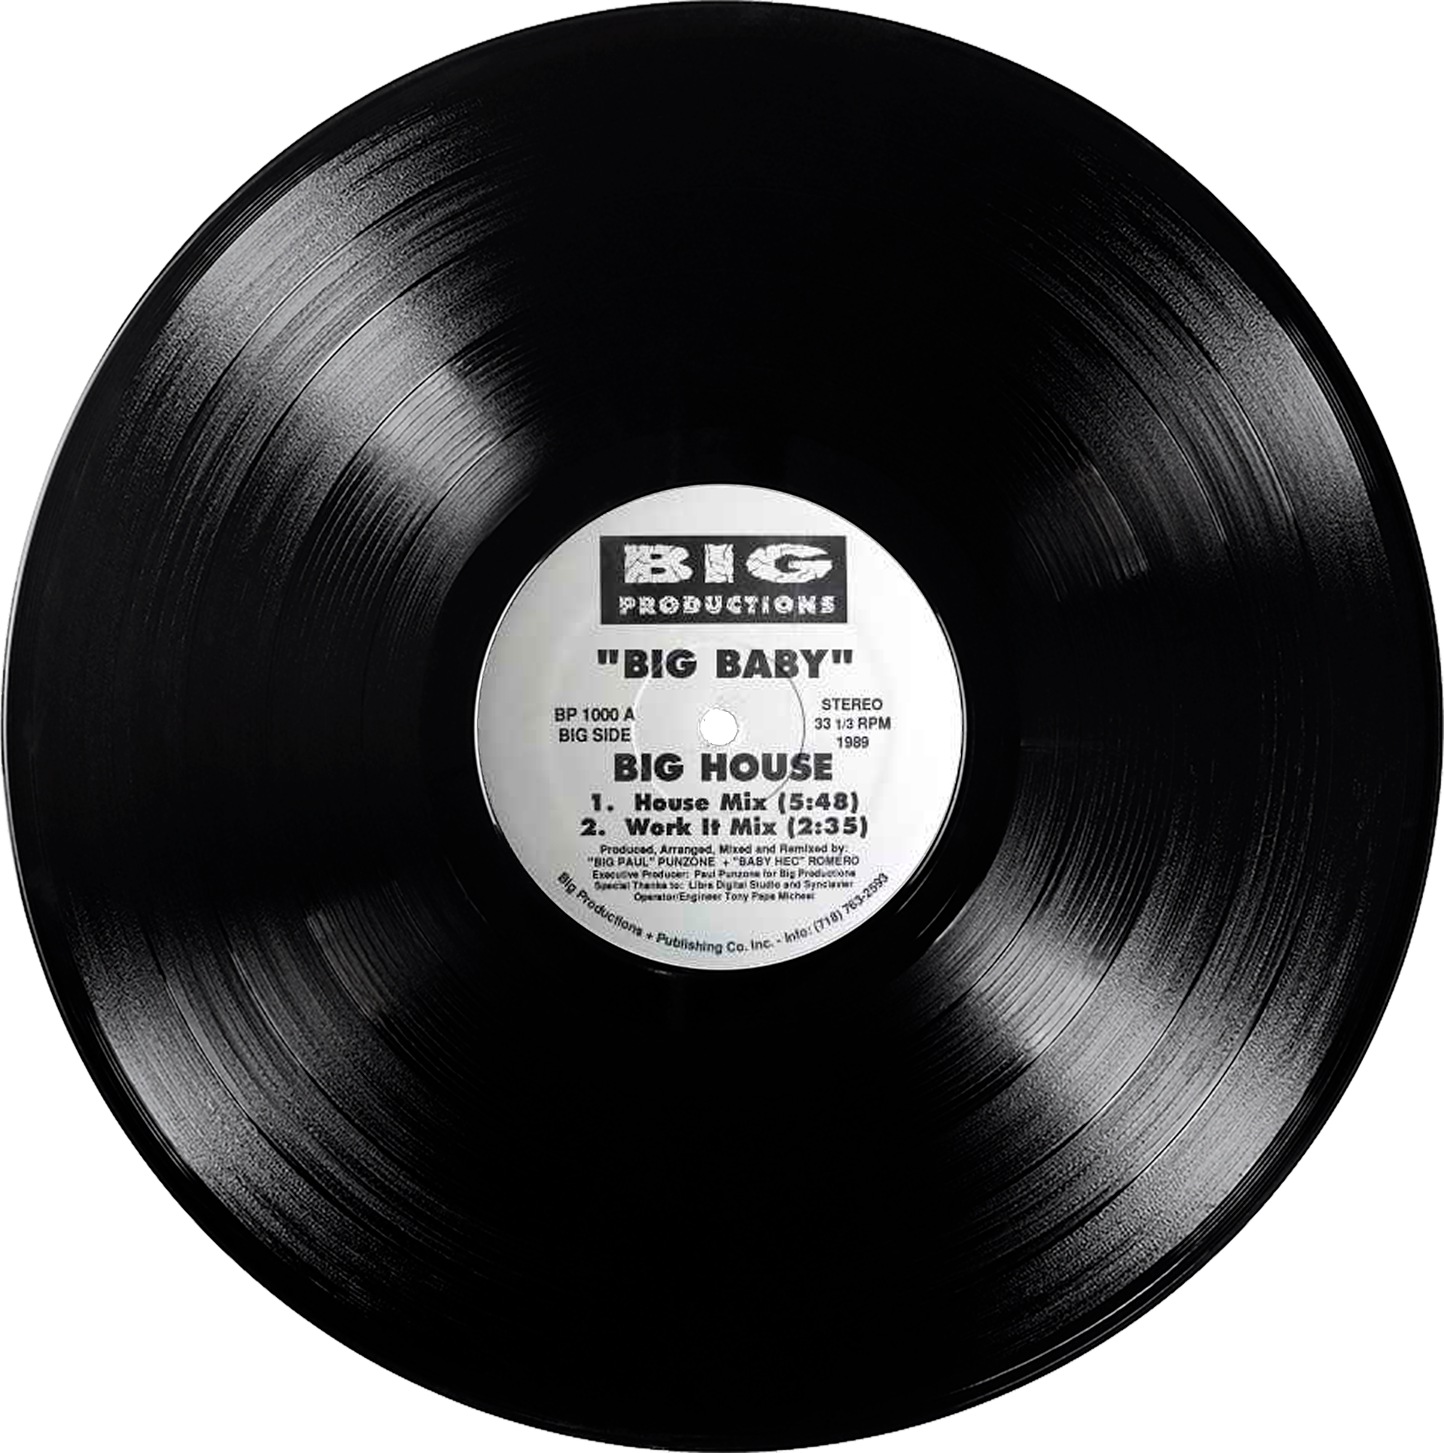 BIG
PRODUCTIONS
"BIG BABY"
BP 1000 A
BIG SIDE
STEREO
33 1/3 RPM
1989
BIG HOUSE
1. House Mix (5:48)
2. Work It Mix (2:35)
Produced, Arranged, Mixed and Remixed by:
"BIG PAUL" PUNZONE + "BABY HEC" ROMERO
Executive Producer: Paul Punzone for Big Productions
Special Thanks to: Libra Digital Studio and Synclavier
Operator/Engineer Tony Papa Micheal
Big Productions + Publishing Co. Inc. - Info: (718) 763-2593